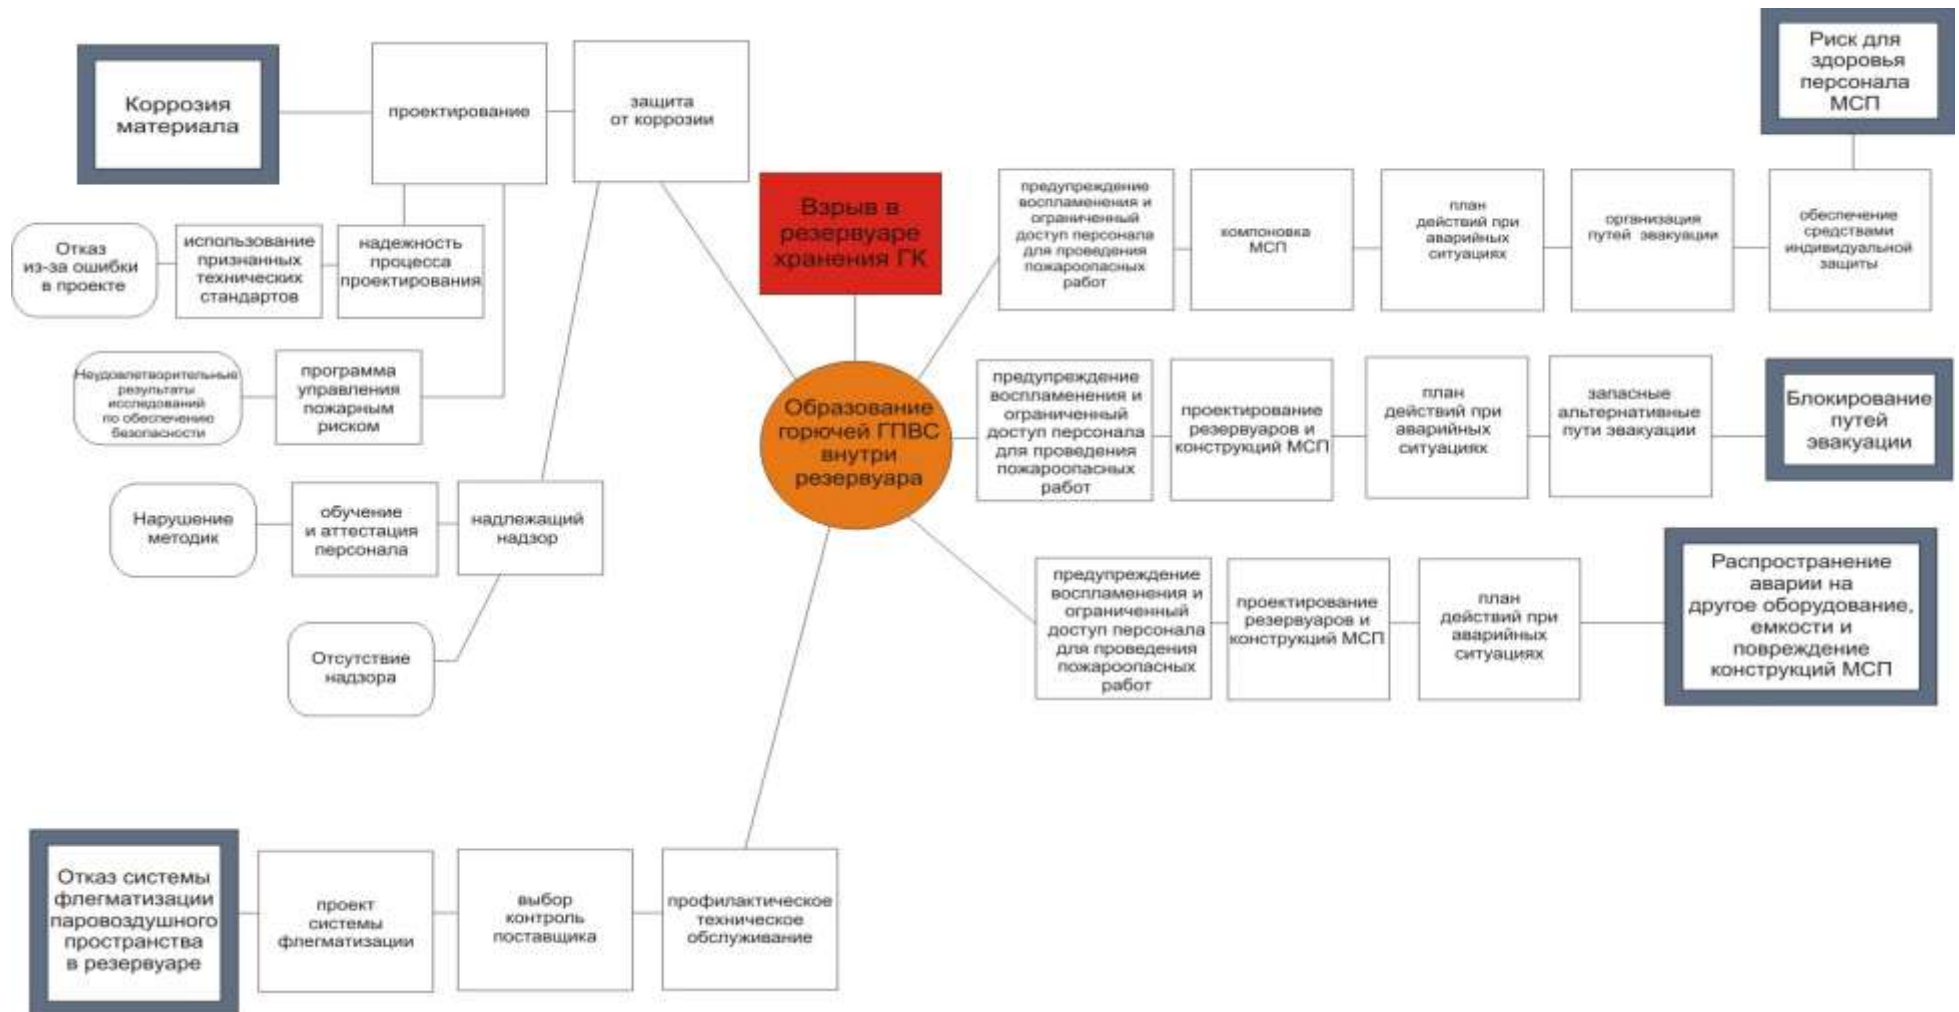 Коррозия
материала
проектирование
защита
от коррозии
Отказ
из-за ошибки
в проекте
использование
признанных
технических
стандартов
надежность
процесса
проектирования
Неудовлетворительные
результаты
исследований
по обеспечению
безопасности
программа
управления
пожарным
риском
Нарушение
методик
обучение
и аттестация
персонала
надлежащий
надзор
Отсутствие
надзора
Отказ системы
флегматизации
паровоздушного
пространства
в резервуаре
проект
системы
флегматизации
выбор
контроль
поставщика
профилактическое
техническое
обслуживание
Взрыв в
резервуаре
хранения ГК
Образование
горючей ГПВС
внутри
резервуара
Риск для
здоровья
персонала
МСП
предупреждение
воспламенения и
ограниченный
доступ персонала
для проведения
пожароопасных
работ
компоновка
МСП
план
действий при
аварийных
ситуациях
организация
путей эвакуации
обеспечение
средствами
индивидуальной
защиты
предупреждение
воспламенения и
ограниченный
доступ персонала
для проведения
пожароопасных
работ
проектирование
резервуаров и
конструкций МСП
план
действий при
аварийных
ситуациях
запасные
альтернативные
пути эвакуации
Блокирование
путей
эвакуации
предупреждение
воспламенения и
ограниченный
доступ персонала
для проведения
пожароопасных
работ
проектирование
резервуаров и
конструкций МСП
план
действий при
аварийных
ситуациях
Распространение
аварии на
другое оборудование,
емкости и
повреждение
конструкций МСП